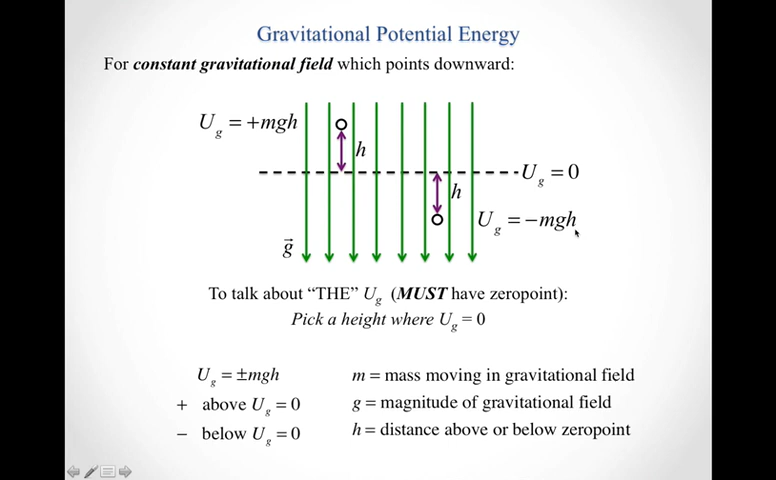 Gravitational Potential Energy
For constant gravitational field which points downward:
U_g = +mgh
h
U_g = 0
h
U_g = −mgh
g⃗
To talk about “THE” U_g (MUST have zeropoint):
Pick a height where U_g = 0
U_g = ±mgh
+ above U_g = 0
− below U_g = 0
m = mass moving in gravitational field
g = magnitude of gravitational field
h = distance above or below zeropoint